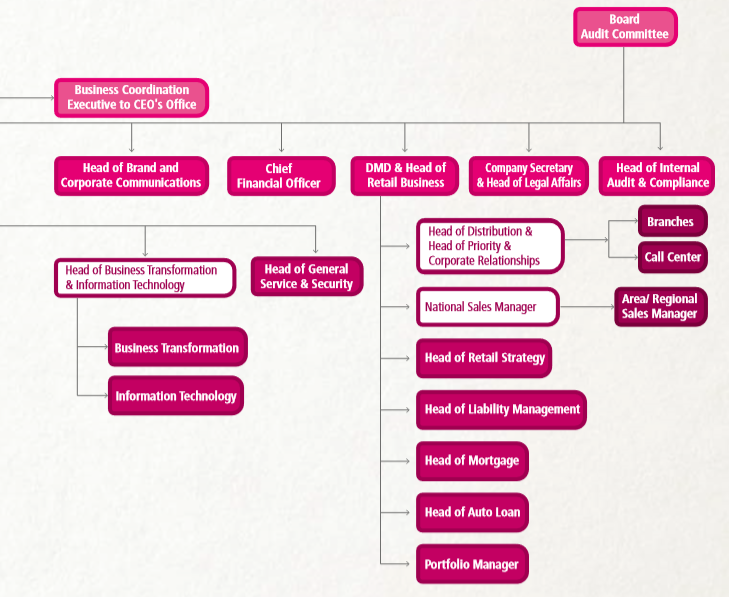 Board
Audit Committee
Business Coordination
Executive to CEO's Office
Head of Brand and
Corporate Communications
Chief
Financial Officer
DMD & Head of
Retail Business
Company Secretary
& Head of Legal Affairs
Head of Internal
Audit & Compliance
Head of Distribution &
Head of Priority &
Corporate Relationships
Branches
Call Center
Head of Business Transformation
& Information Technology
Head of General
Service & Security
National Sales Manager
Area/ Regional
Sales Manager
Business Transformation
Information Technology
Head of Retail Strategy
Head of Liability Management
Head of Mortgage
Head of Auto Loan
Portfolio Manager